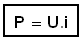 P = U.i